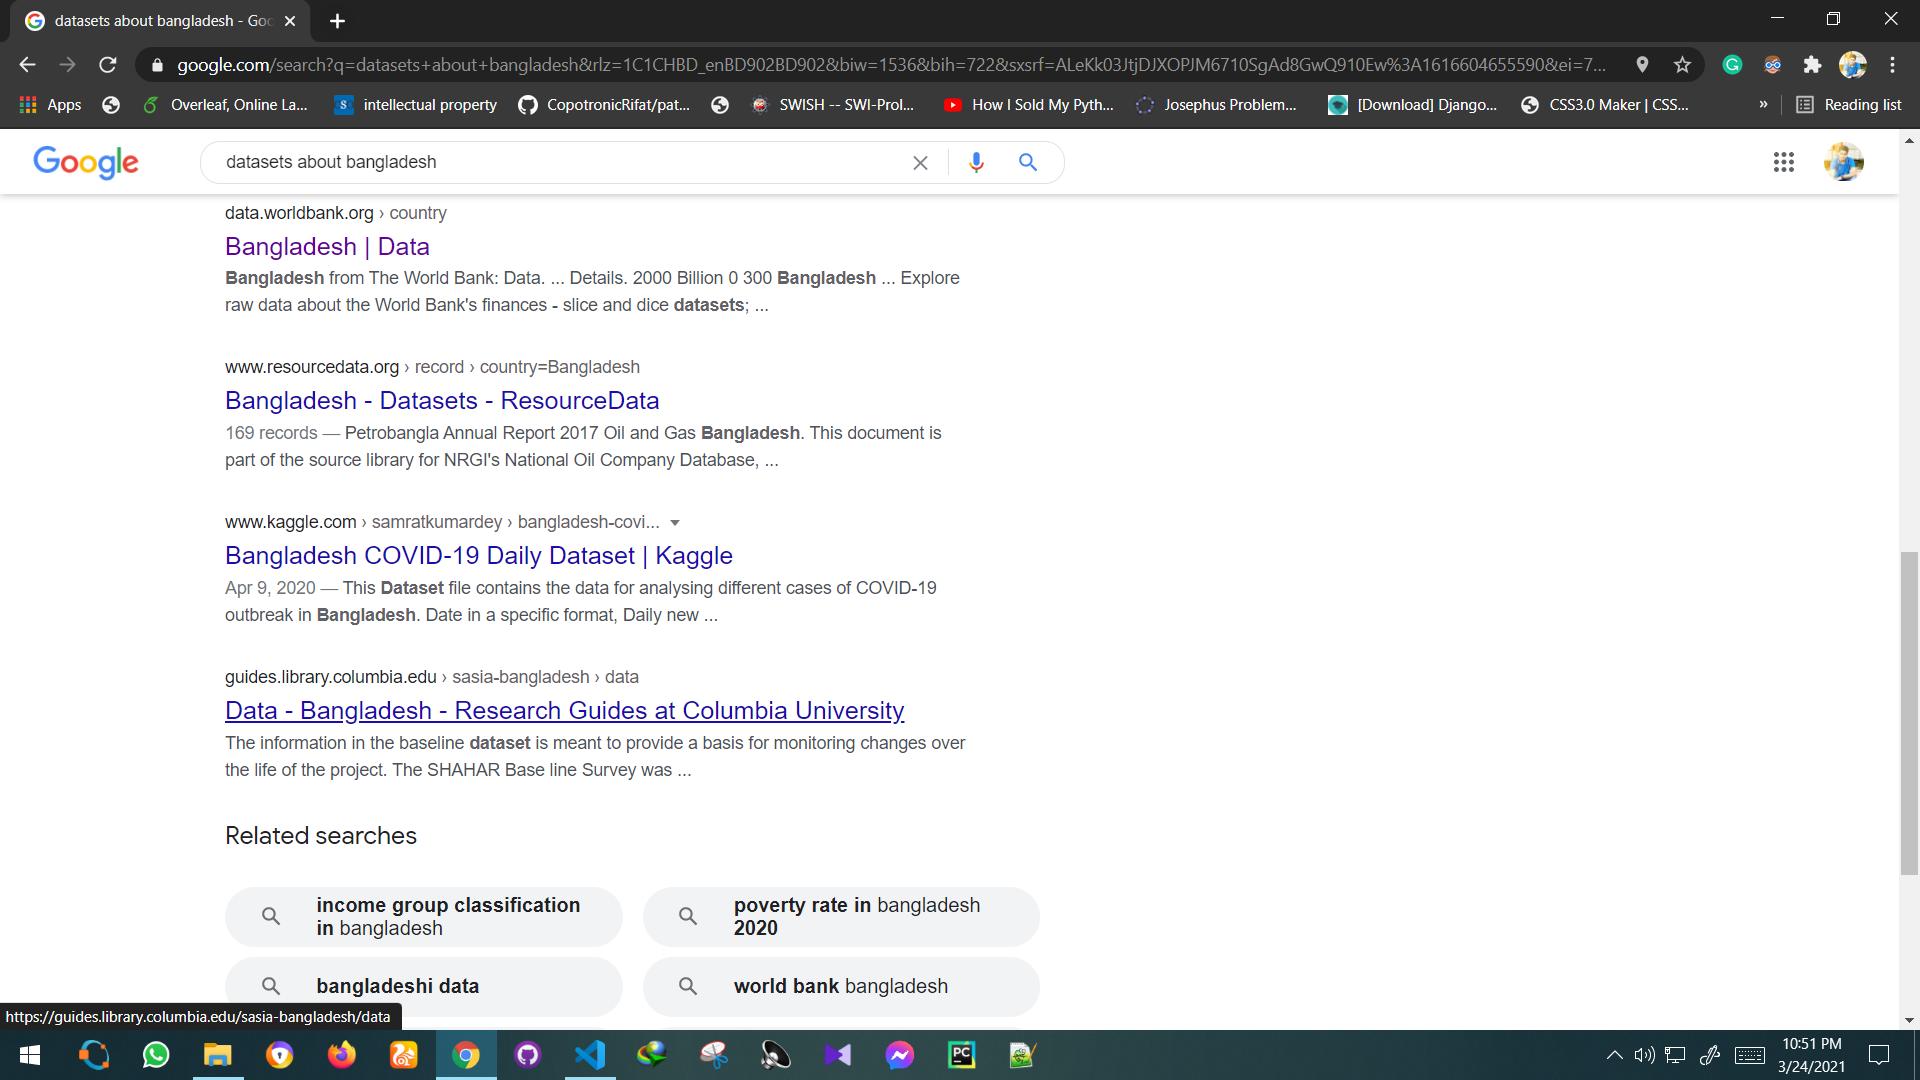 datasets about bangladesh - Goo
google.com/search?q=datasets+about+bangladesh&rlz=1C1CHBD_enBD902BD902&biw=1536&bih=722&sxsrf=ALeKk03JtjDJXOPJM6710SgAd8GwQ910Ew%3A1616604655590&ei=7...
Apps Overleaf, Online La... intellectual property CopotronicRifat/pat... SWISH -- SWI-Prol... How I Sold My Pyth... Josephus Problem... [Download] Django... CSS3.0 Maker | CSS... » Reading list
Google datasets about bangladesh
data.worldbank.org › country
Bangladesh | Data
Bangladesh from The World Bank: Data. ... Details. 2000 Billion 0 300 Bangladesh ... Explore
raw data about the World Bank's finances - slice and dice datasets; ...
www.resourcedata.org › record › country=Bangladesh
Bangladesh - Datasets - ResourceData
169 records — Petrobangla Annual Report 2017 Oil and Gas Bangladesh. This document is
part of the source library for NRGI's National Oil Company Database, ...
www.kaggle.com › samratkumardey › bangladesh-covi...
Bangladesh COVID-19 Daily Dataset | Kaggle
Apr 9, 2020 — This Dataset file contains the data for analysing different cases of COVID-19
outbreak in Bangladesh. Date in a specific format, Daily new ...
guides.library.columbia.edu › sasia-bangladesh › data
Data - Bangladesh - Research Guides at Columbia University
The information in the baseline dataset is meant to provide a basis for monitoring changes over
the life of the project. The SHAHAR Base line Survey was ...
Related searches
income group classification
in bangladesh
poverty rate in bangladesh
2020
bangladeshi data
world bank bangladesh
https://guides.library.columbia.edu/sasia-bangladesh/data
PC
10:51 PM
3/24/2021